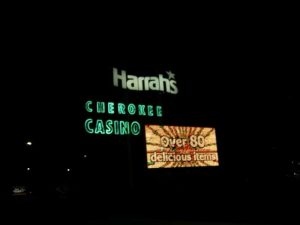 Harrah's
CHEROKEE
CASINO
Over 80
delicious items